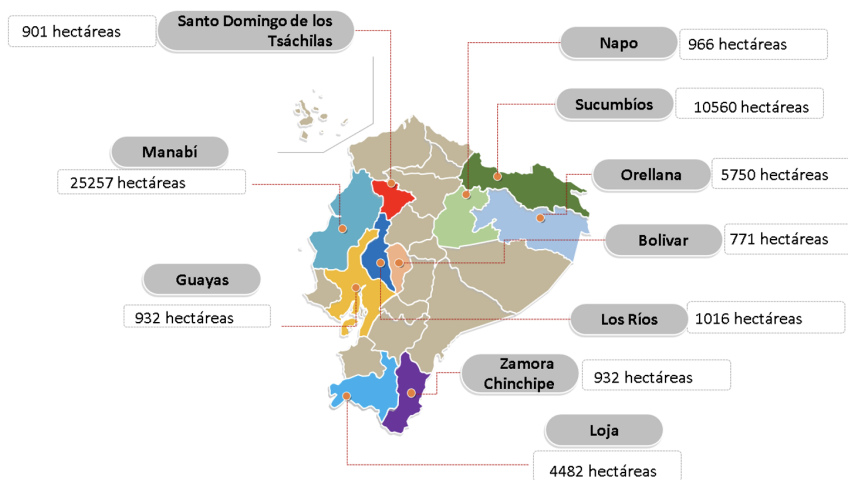 Santo Domingo de los
Tsáchilas
901 hectáreas
Napo
966 hectáreas
Sucumbíos
10560 hectáreas
Manabí
25257 hectáreas
Orellana
5750 hectáreas
Bolivar
771 hectáreas
Guayas
932 hectáreas
Los Ríos
1016 hectáreas
Zamora
Chinchipe
932 hectáreas
Loja
4482 hectáreas